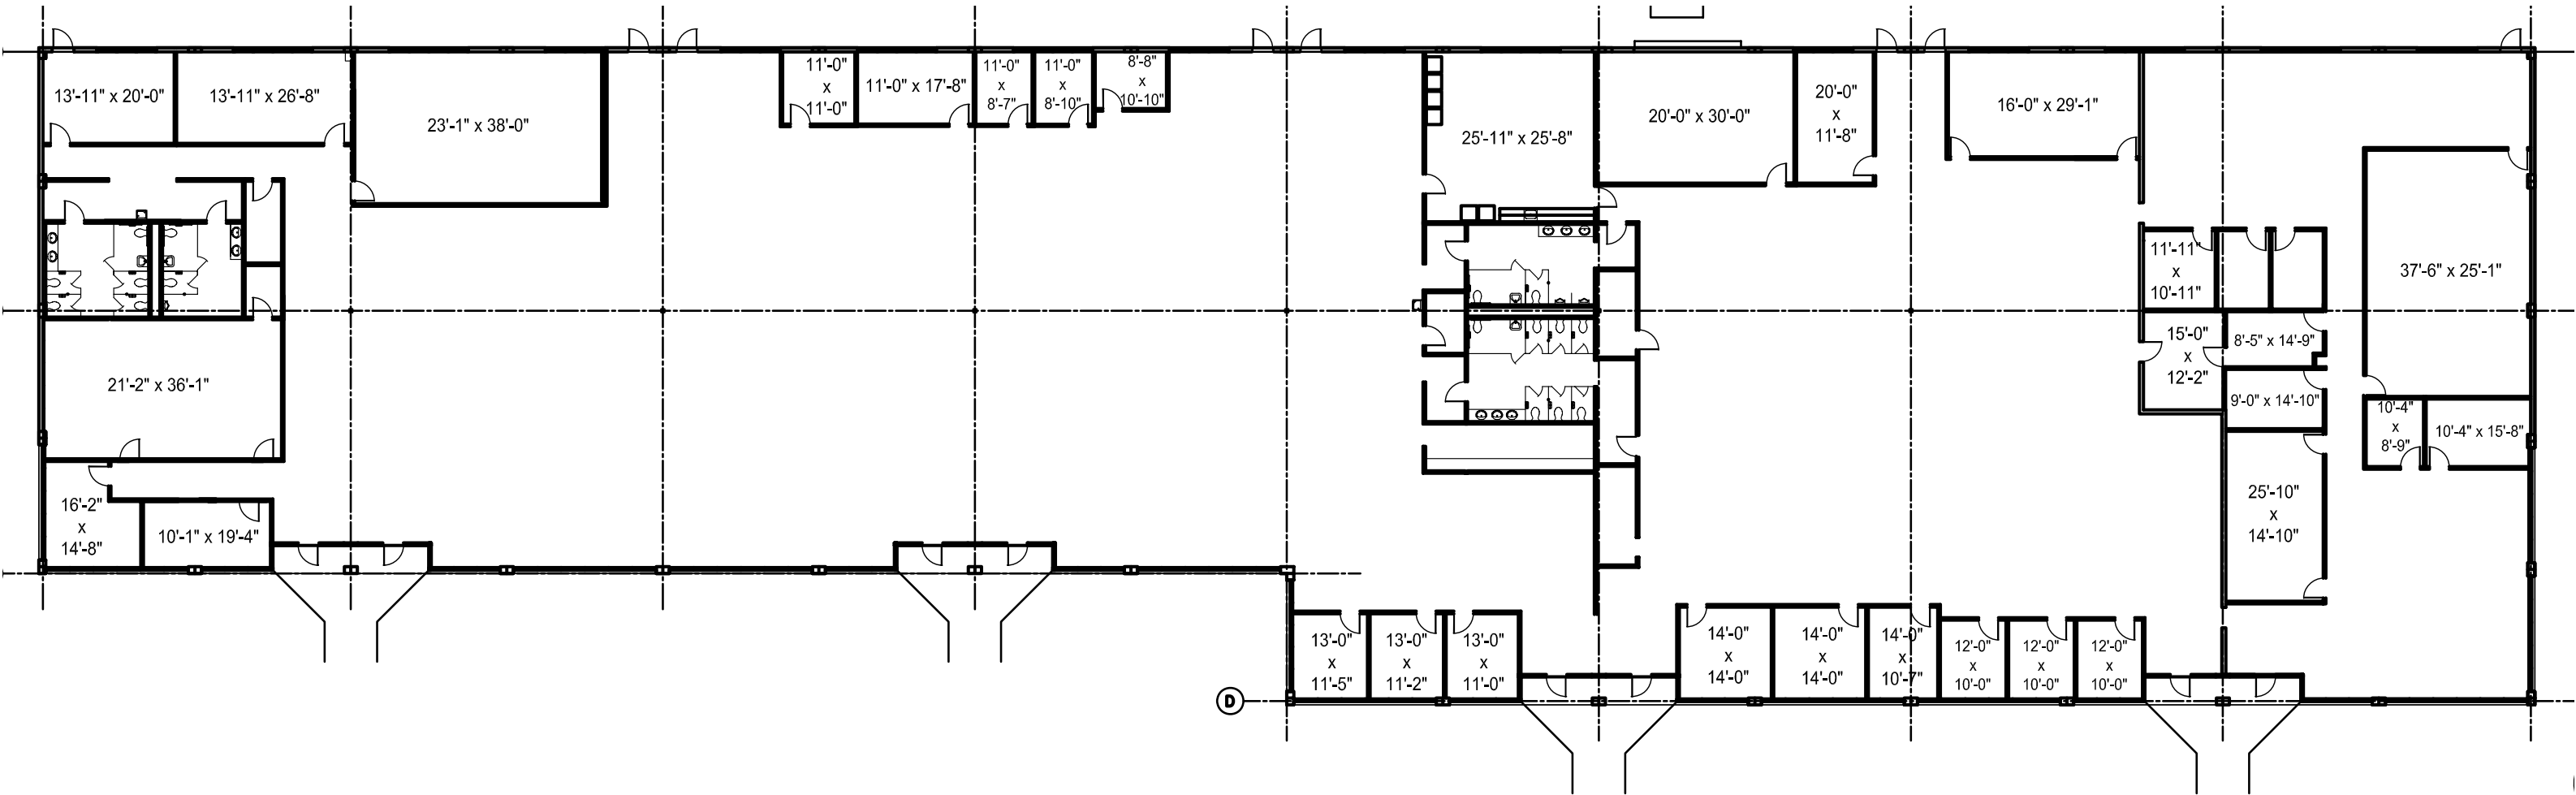 13'-11" x 20'-0"
13'-11" x 26'-8"
23'-1" x 38'-0"
11'-0"
x
11'-0"
11'-0" x 17'-8"
11'-0"
x
8'-7"
11'-0"
x
8'-10"
8'-8"
x
10'-10"
25'-11" x 25'-8"
20'-0" x 30'-0"
20'-0"
x
11'-8"
16'-0" x 29'-1"
11'-11"
x
10'-11"
37'-6" x 25'-1"
15'-0"
x
12'-2"
8'-5" x 14'-9"
21'-2" x 36'-1"
9'-0" x 14'-10"
10'-4"
x
8'-9"
10'-4" x 15'-8"
16'-2"
x
14'-8"
10'-1" x 19'-4"
25'-10"
x
14'-10"
13'-0"
x
11'-5"
13'-0"
x
11'-2"
13'-0"
x
11'-0"
14'-0"
x
14'-0"
14'-0"
x
14'-0"
14'-0"
x
10'-7"
12'-0"
x
10'-0"
12'-0"
x
10'-0"
12'-0"
x
10'-0"
D